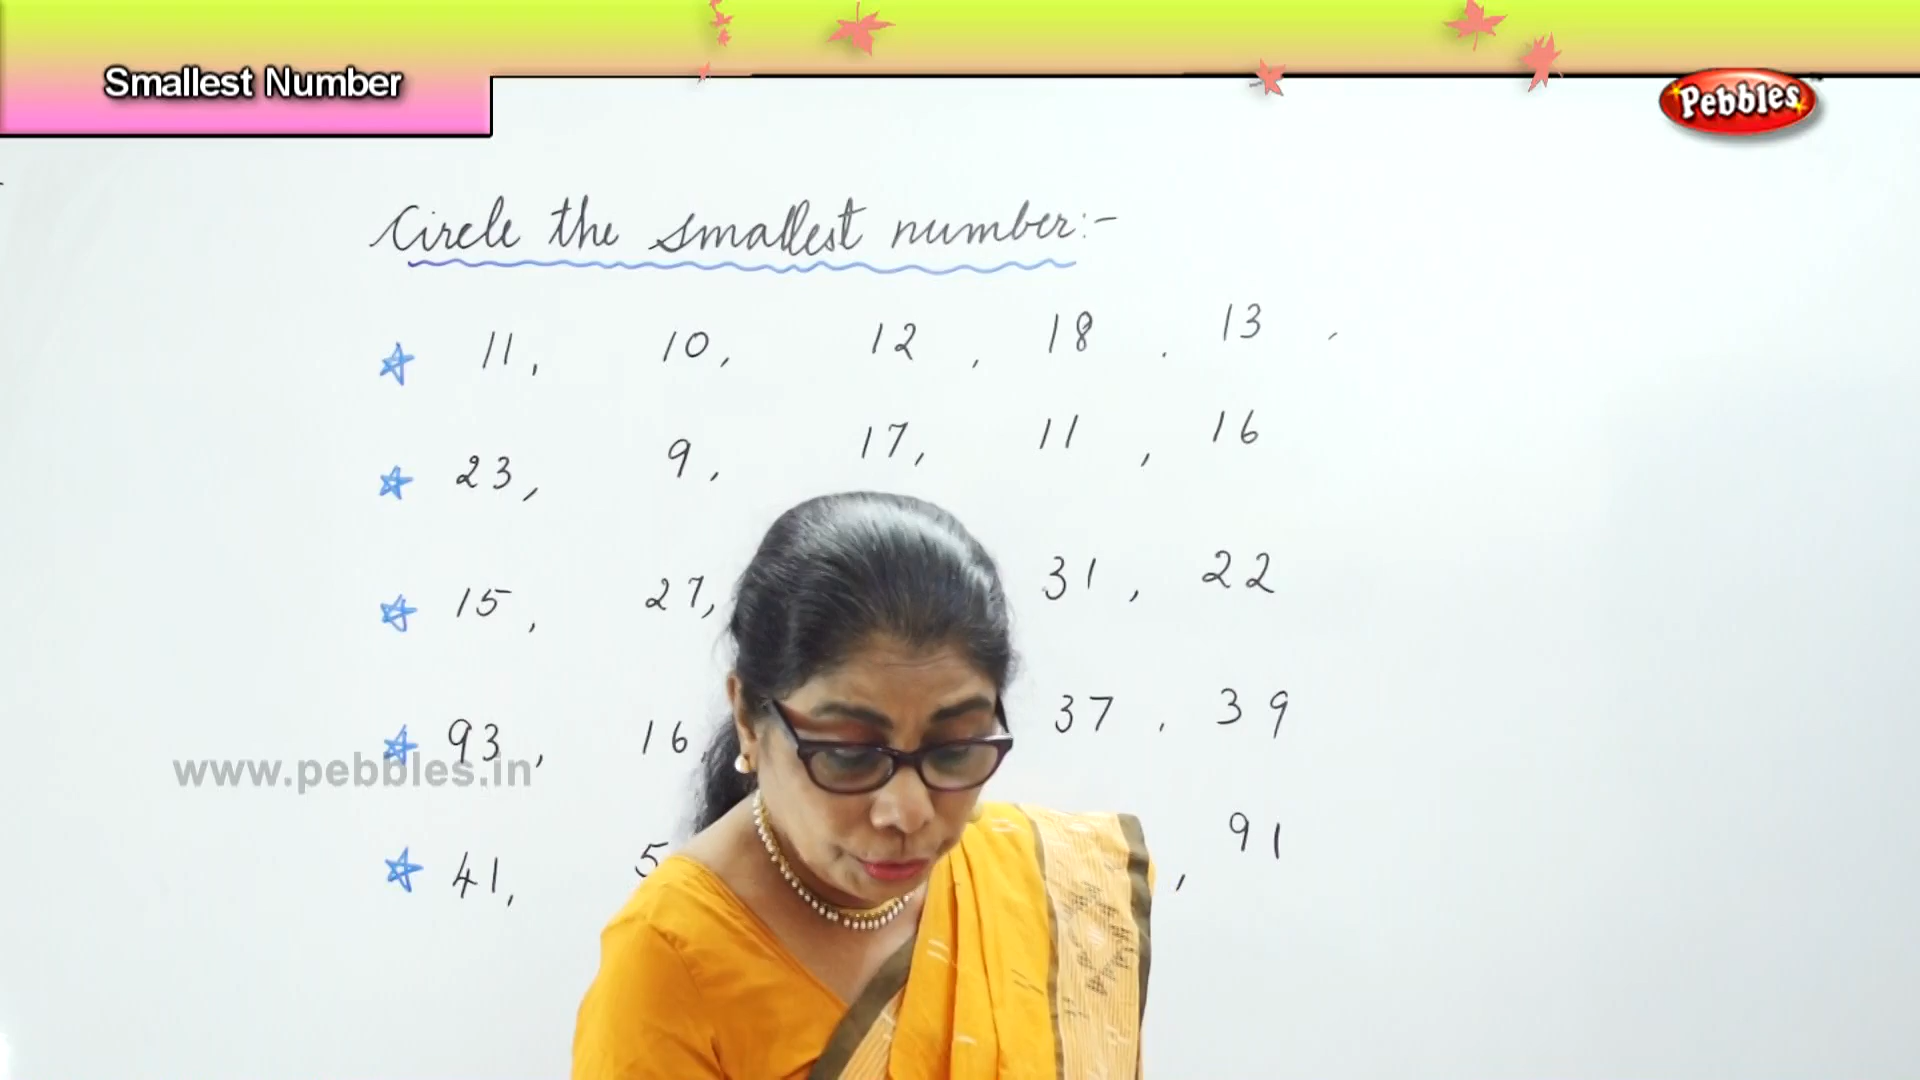 Smallest Number
Pebbles
Circle the smallest number:-
11, 10, 12, 18, 13,
23, 9, 17, 11, 16
15, 27, 31, 22
93, 16, 37, 39
www.pebbles.in
41, 5 , 91